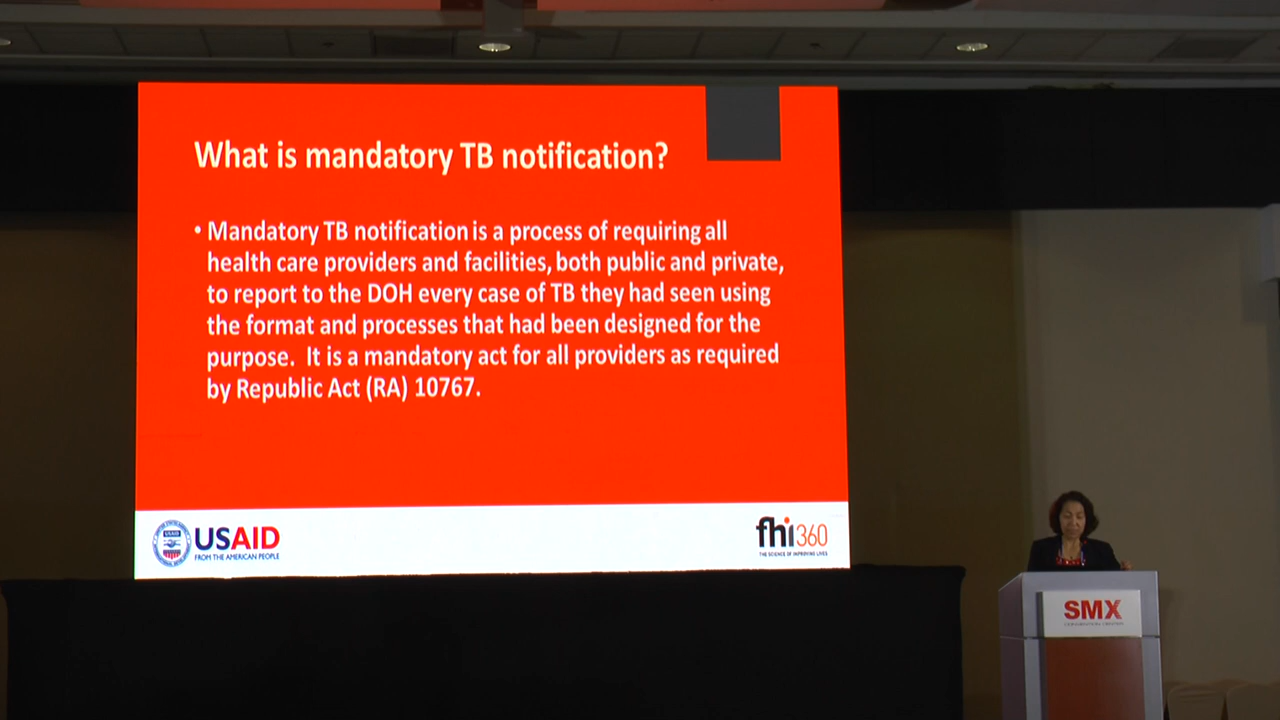 What is mandatory TB notification?
• Mandatory TB notification is a process of requiring all
health care providers and facilities, both public and private,
to report to the DOH every case of TB they had seen using
the format and processes that had been designed for the
purpose. It is a mandatory act for all providers as required
by Republic Act (RA) 10767.
USAID
FROM THE AMERICAN PEOPLE
fhi360
THE SCIENCE OF IMPROVING LIVES
SMX